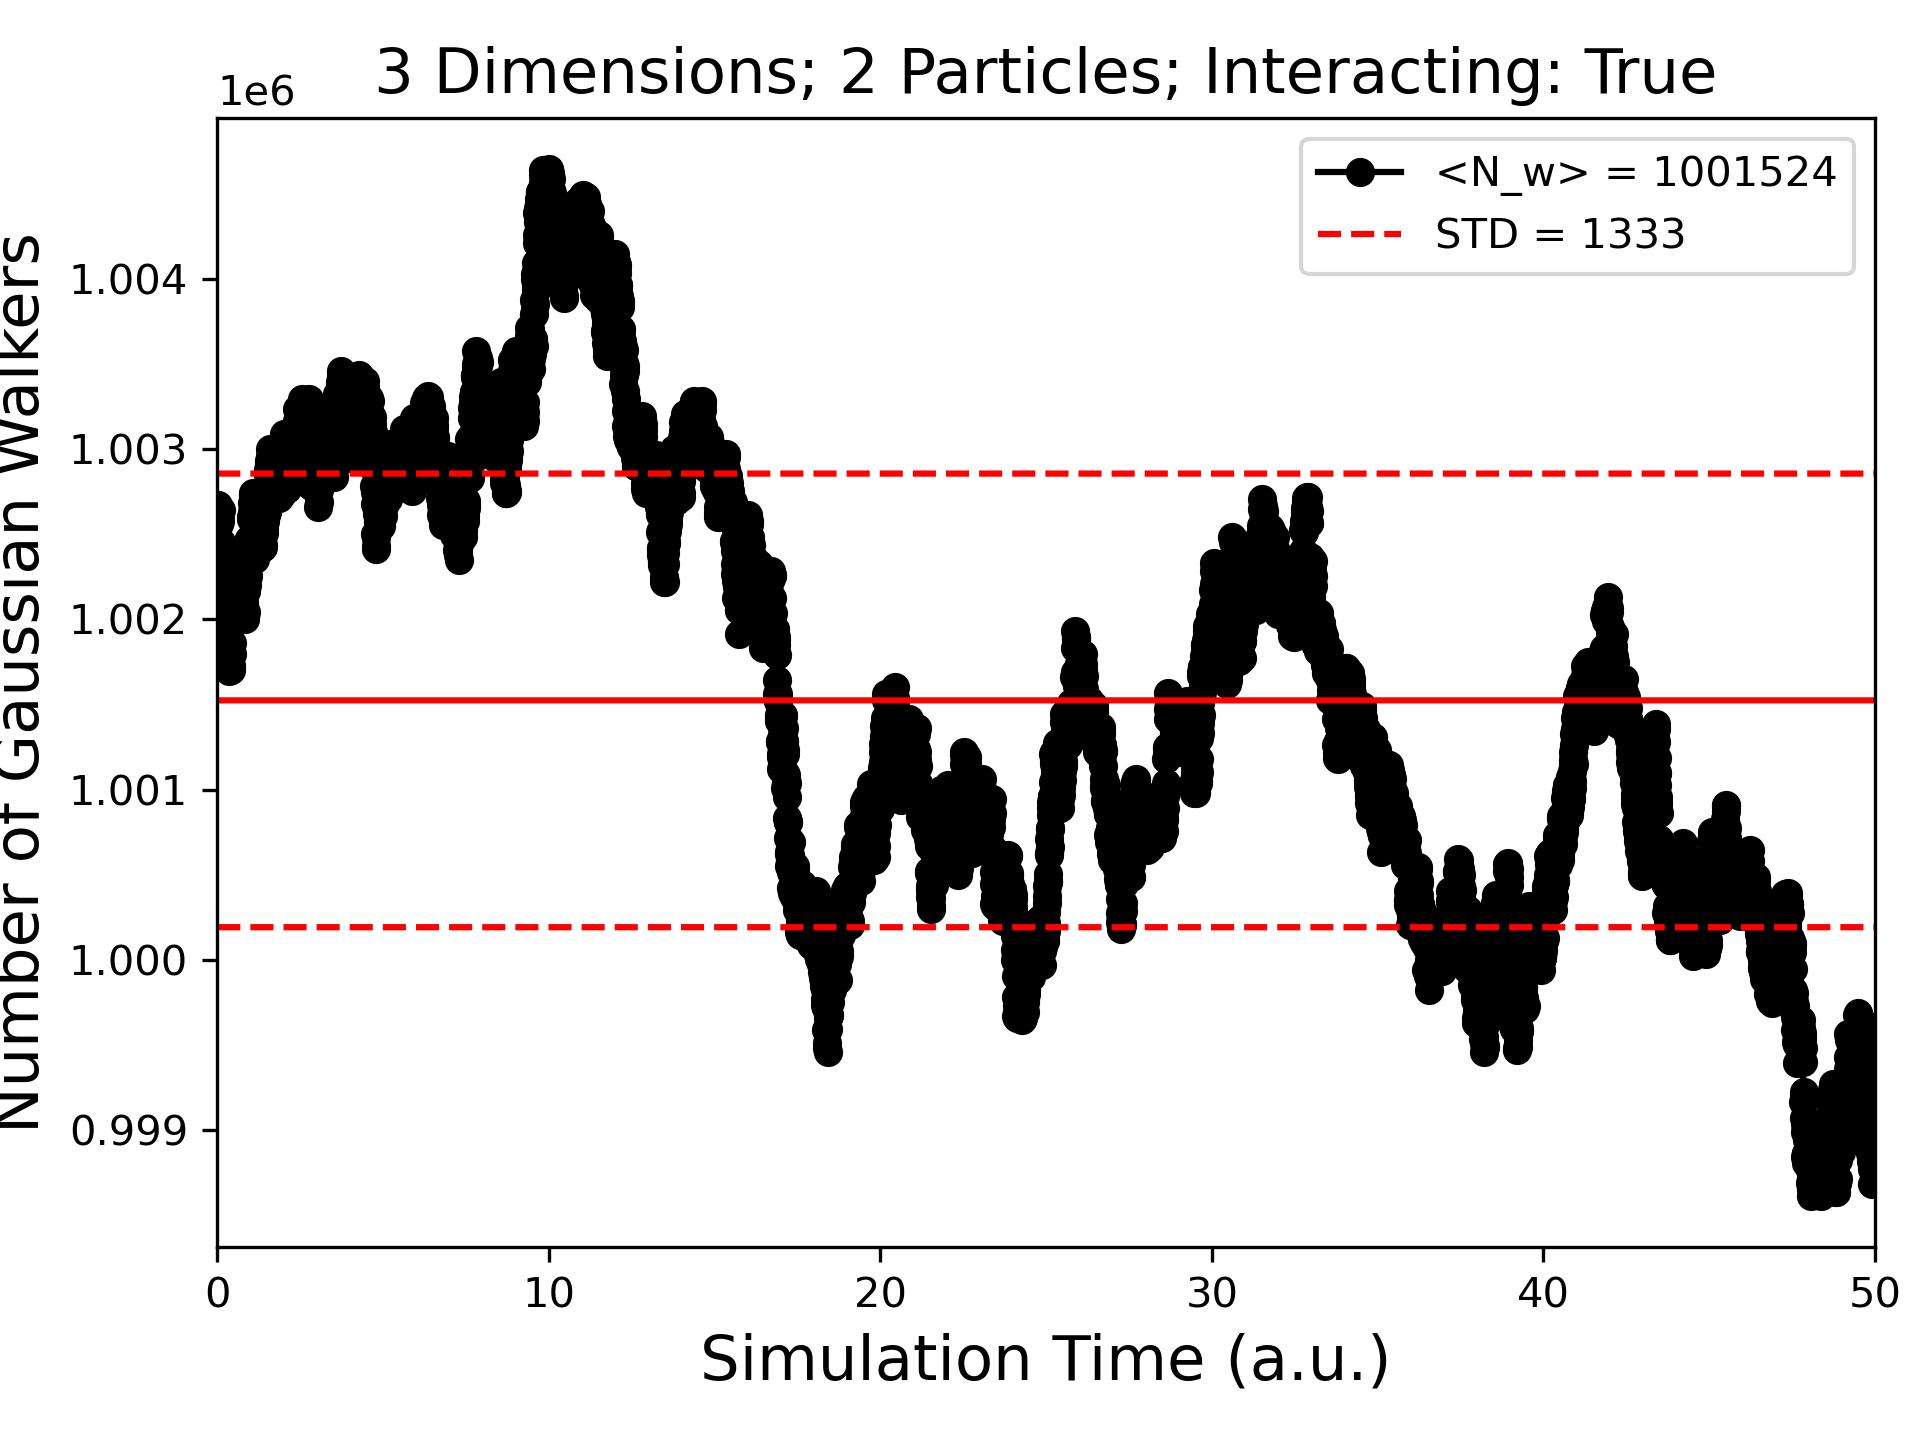 3 Dimensions; 2 Particles; Interacting: True
1e6
<N_w> = 1001524
STD = 1333
Number of Gaussian Walkers
1.004
1.003
1.002
1.001
1.000
0.999
0 10 20 30 40 50
Simulation Time (a.u.)